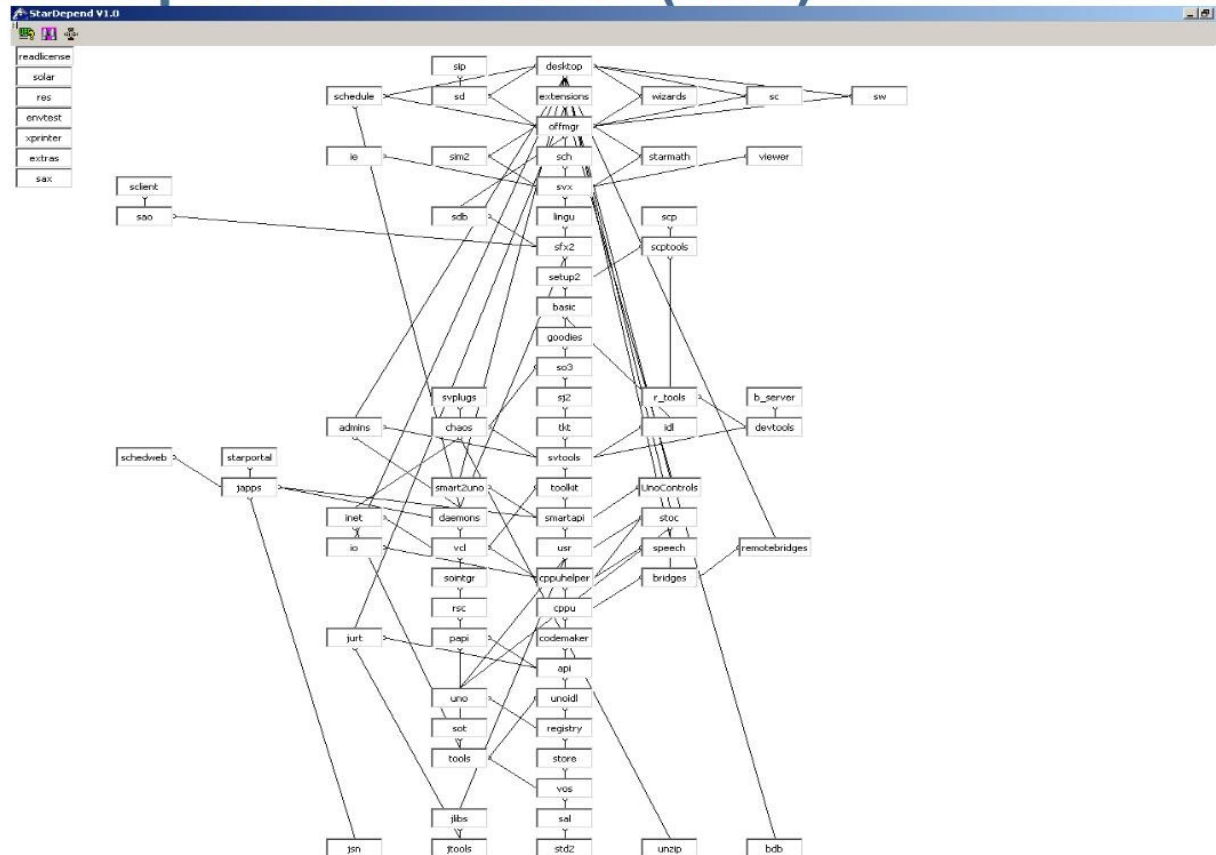 StarDepend V1.0
readlicense
solar
sip
desktop
res
schedule
sd
extensions
wizards
sc
sw
envtest
offmgr
xprinter
extras
ie
sim2
sch
starmath
viewer
sax
sclient
svx
sao
sdb
lingu
scp
sfx2
scptools
setup2
basic
goodies
so3
svplugs
sj2
r_tools
b_server
admins
chaos
tkt
idl
devtools
schedweb
starportal
svtools
japps
smart2uno
toolkit
UnoControls
inet
daemons
smartapi
stoc
io
vcl
usr
speech
remotebridges
sointgr
cppuhelper
bridges
rsc
cppu
jurt
papi
codemaker
api
uno
unoidl
sot
registry
tools
store
vos
jlibs
sal
jsn
jtools
std2
unzip
bdb